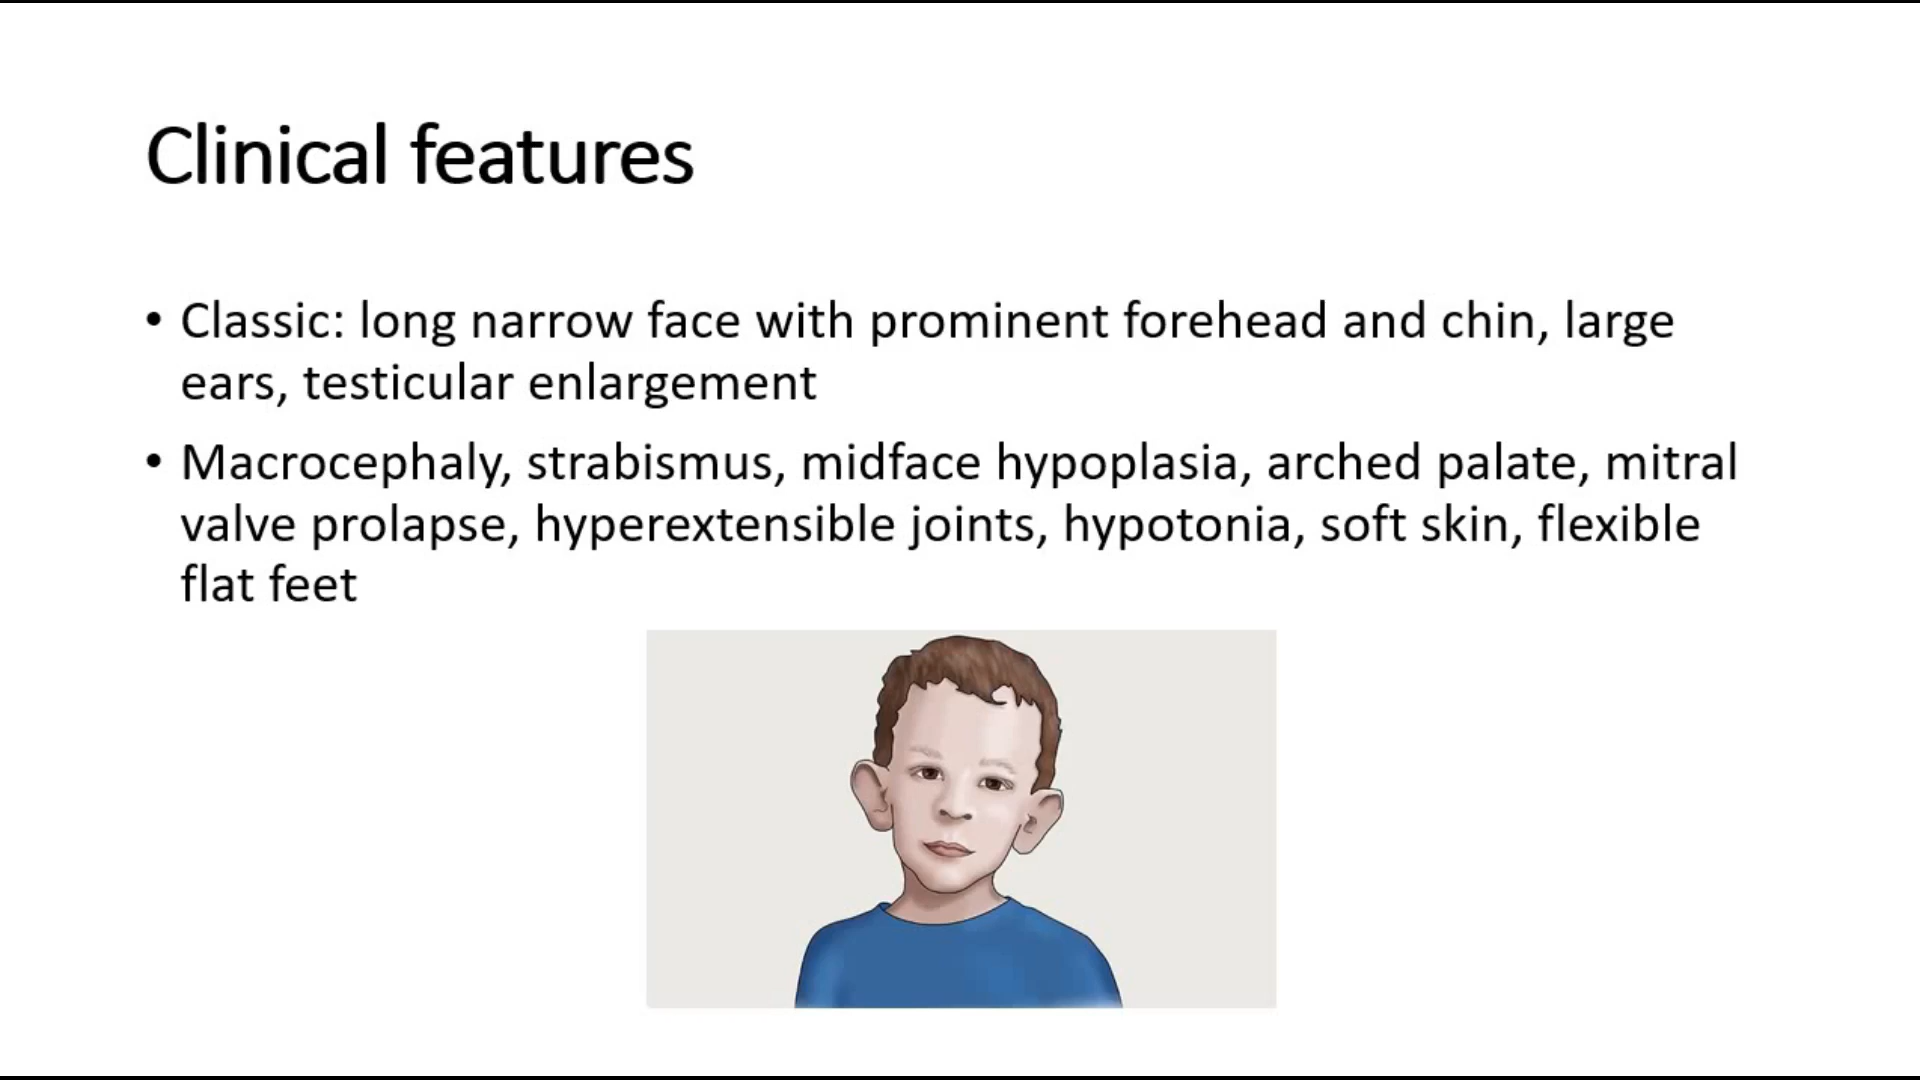 Clinical features
• Classic: long narrow face with prominent forehead and chin, large
ears, testicular enlargement
• Macrocephaly, strabismus, midface hypoplasia, arched palate, mitral
valve prolapse, hyperextensible joints, hypotonia, soft skin, flexible
flat feet